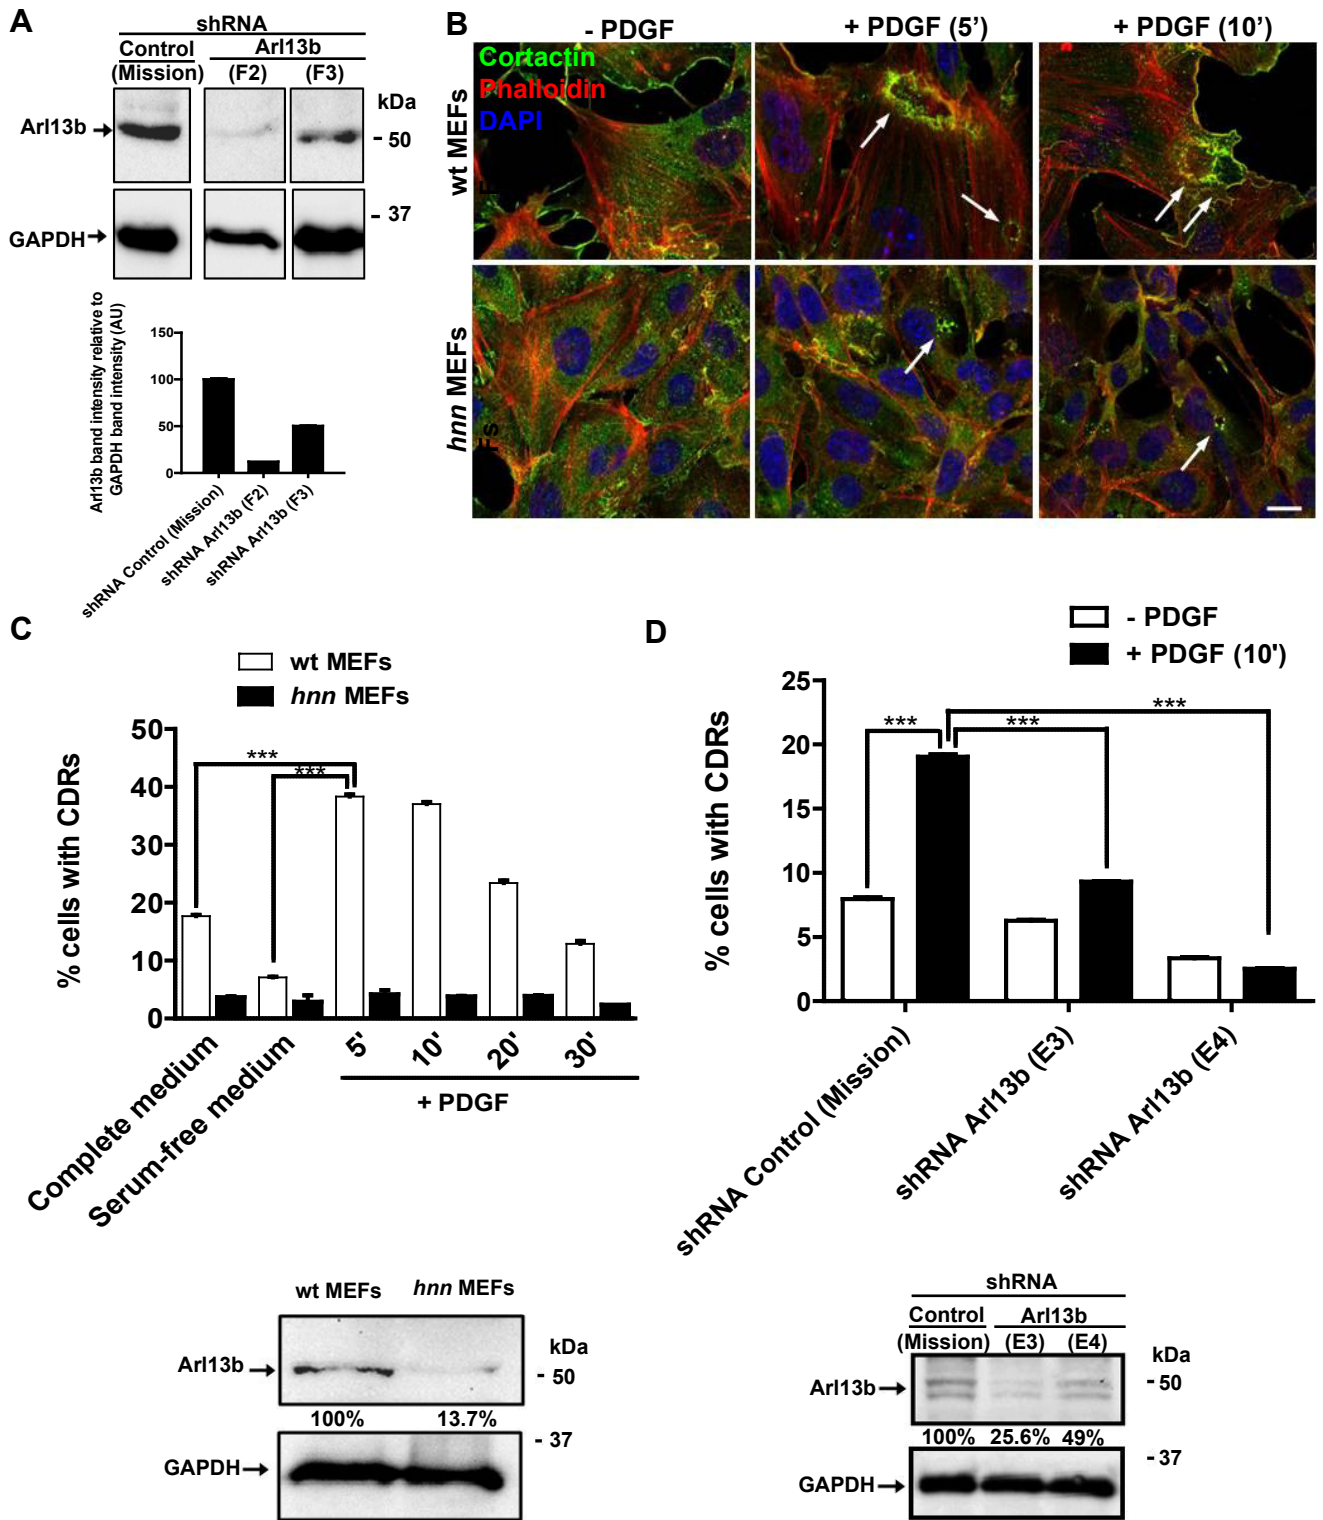 A
shRNA
Control Arl13b
(Mission) (F2) (F3)
kDa
Arl13b
- 50
- 37
GAPDH
Arl13b band intensity relative to
GAPDH band intensity (AU)
150
100
50
0
shRNA Control (Mission)
shRNA Arl13b (F2)
shRNA Arl13b (F3)
B
- PDGF + PDGF (5’) + PDGF (10’)
Cortactin
Phalloidin
DAPI
wt MEFs
hnn MEFs
C
wt MEFs
hnn MEFs
% cells with CDRs
50
40
30
20
10
0
***
***
Complete medium
Serum-free medium
5' 10' 20' 30'
+ PDGF
wt MEFs hnn MEFs
kDa
Arl13b
- 50
100% 13.7%
- 37
GAPDH
D
- PDGF
+ PDGF (10')
% cells with CDRs
25
20
15
10
5
0
*** *** ***
shRNA Control (Mission)
shRNA Arl13b (E3)
shRNA Arl13b (E4)
shRNA
Control Arl13b
(Mission) (E3) (E4)
kDa
Arl13b
- 50
100% 25.6% 49%
- 37
GAPDH